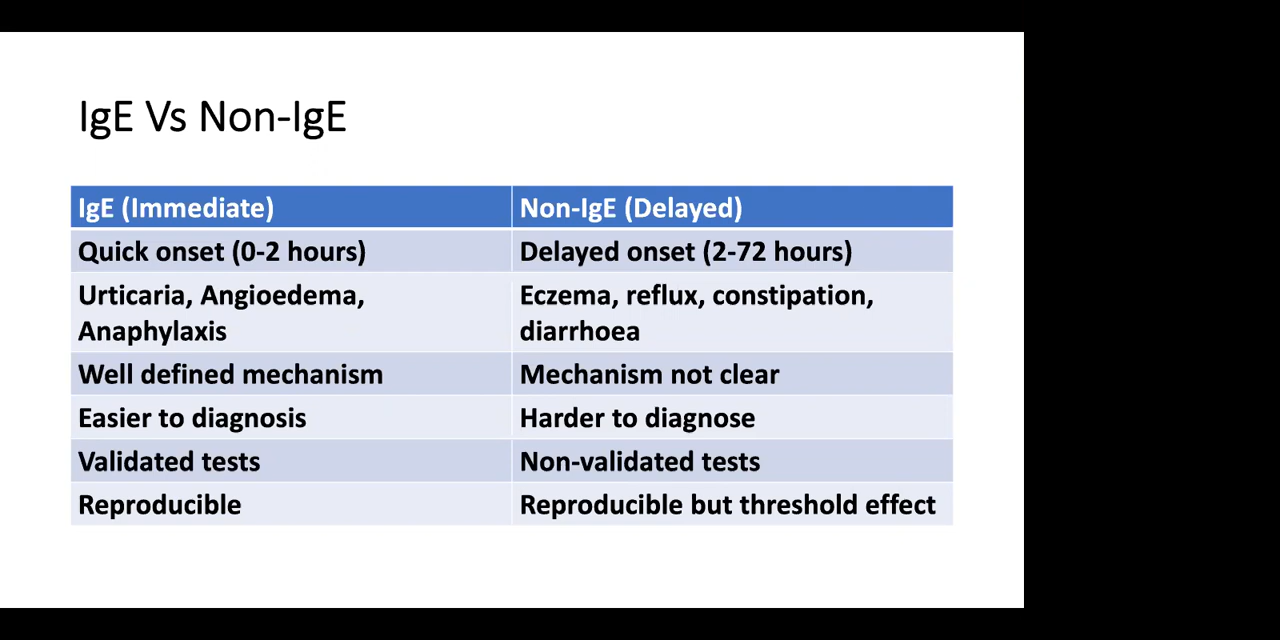 IgE Vs Non-IgE
IgE (Immediate)
Non-IgE (Delayed)
Quick onset (0-2 hours)
Delayed onset (2-72 hours)
Urticaria, Angioedema,
Anaphylaxis
Eczema, reflux, constipation,
diarrhoea
Well defined mechanism
Mechanism not clear
Easier to diagnosis
Harder to diagnose
Validated tests
Non-validated tests
Reproducible
Reproducible but threshold effect